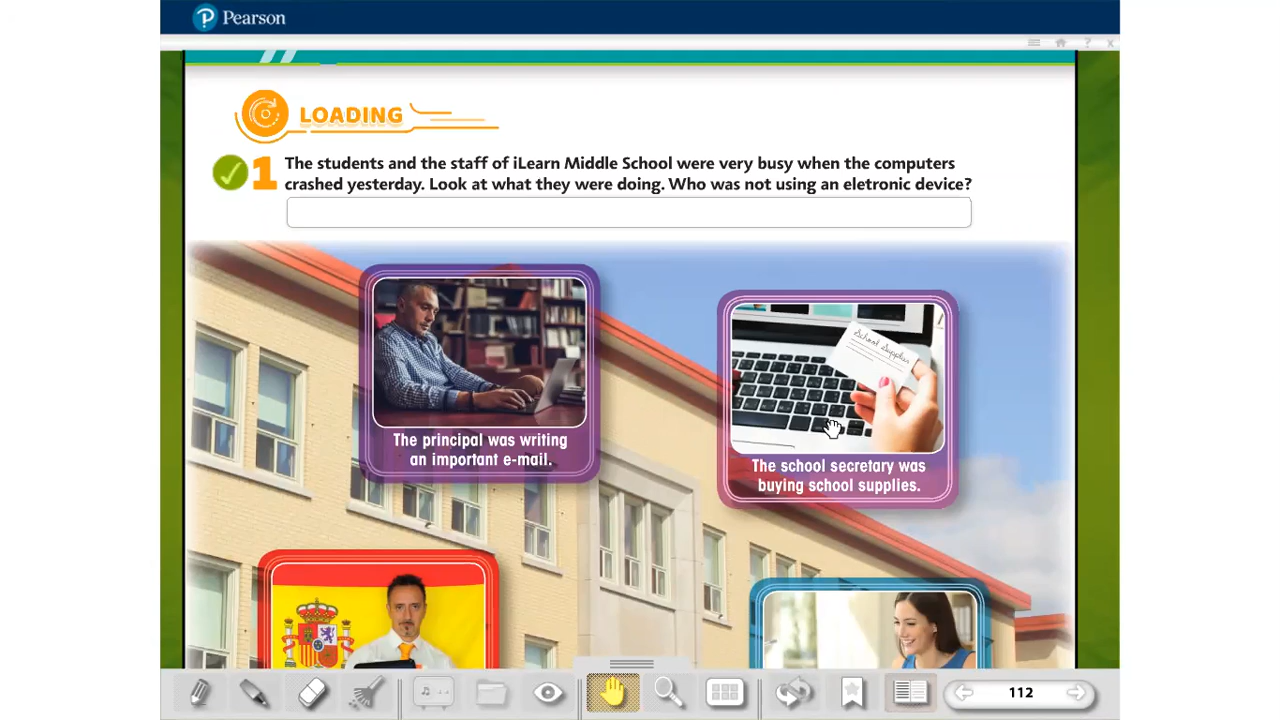 Pearson
LOADING
1 The students and the staff of iLearn Middle School were very busy when the computers
crashed yesterday. Look at what they were doing. Who was not using an eletronic device?
School Supplies
The principal was writing
an important e-mail.
The school secretary was
buying school supplies.
112